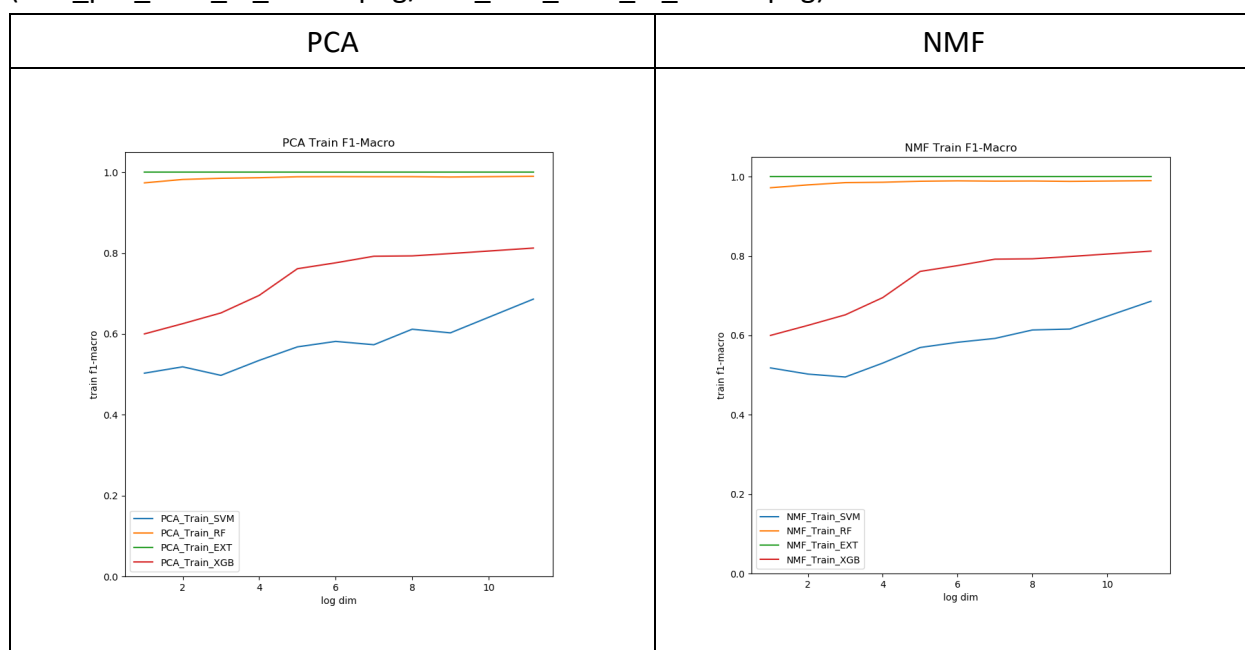 PCA NMF
PCA Train F1-Macro
1.0
0.8
0.6
0.4
0.2
0.0
train f1-macro
PCA_Train_SVM
PCA_Train_RF
PCA_Train_EXT
PCA_Train_XGB
2 4 6 8 10
log dim
NMF Train F1-Macro
1.0
0.8
0.6
0.4
0.2
0.0
train f1-macro
NMF_Train_SVM
NMF_Train_RF
NMF_Train_EXT
NMF_Train_XGB
2 4 6 8 10
log dim